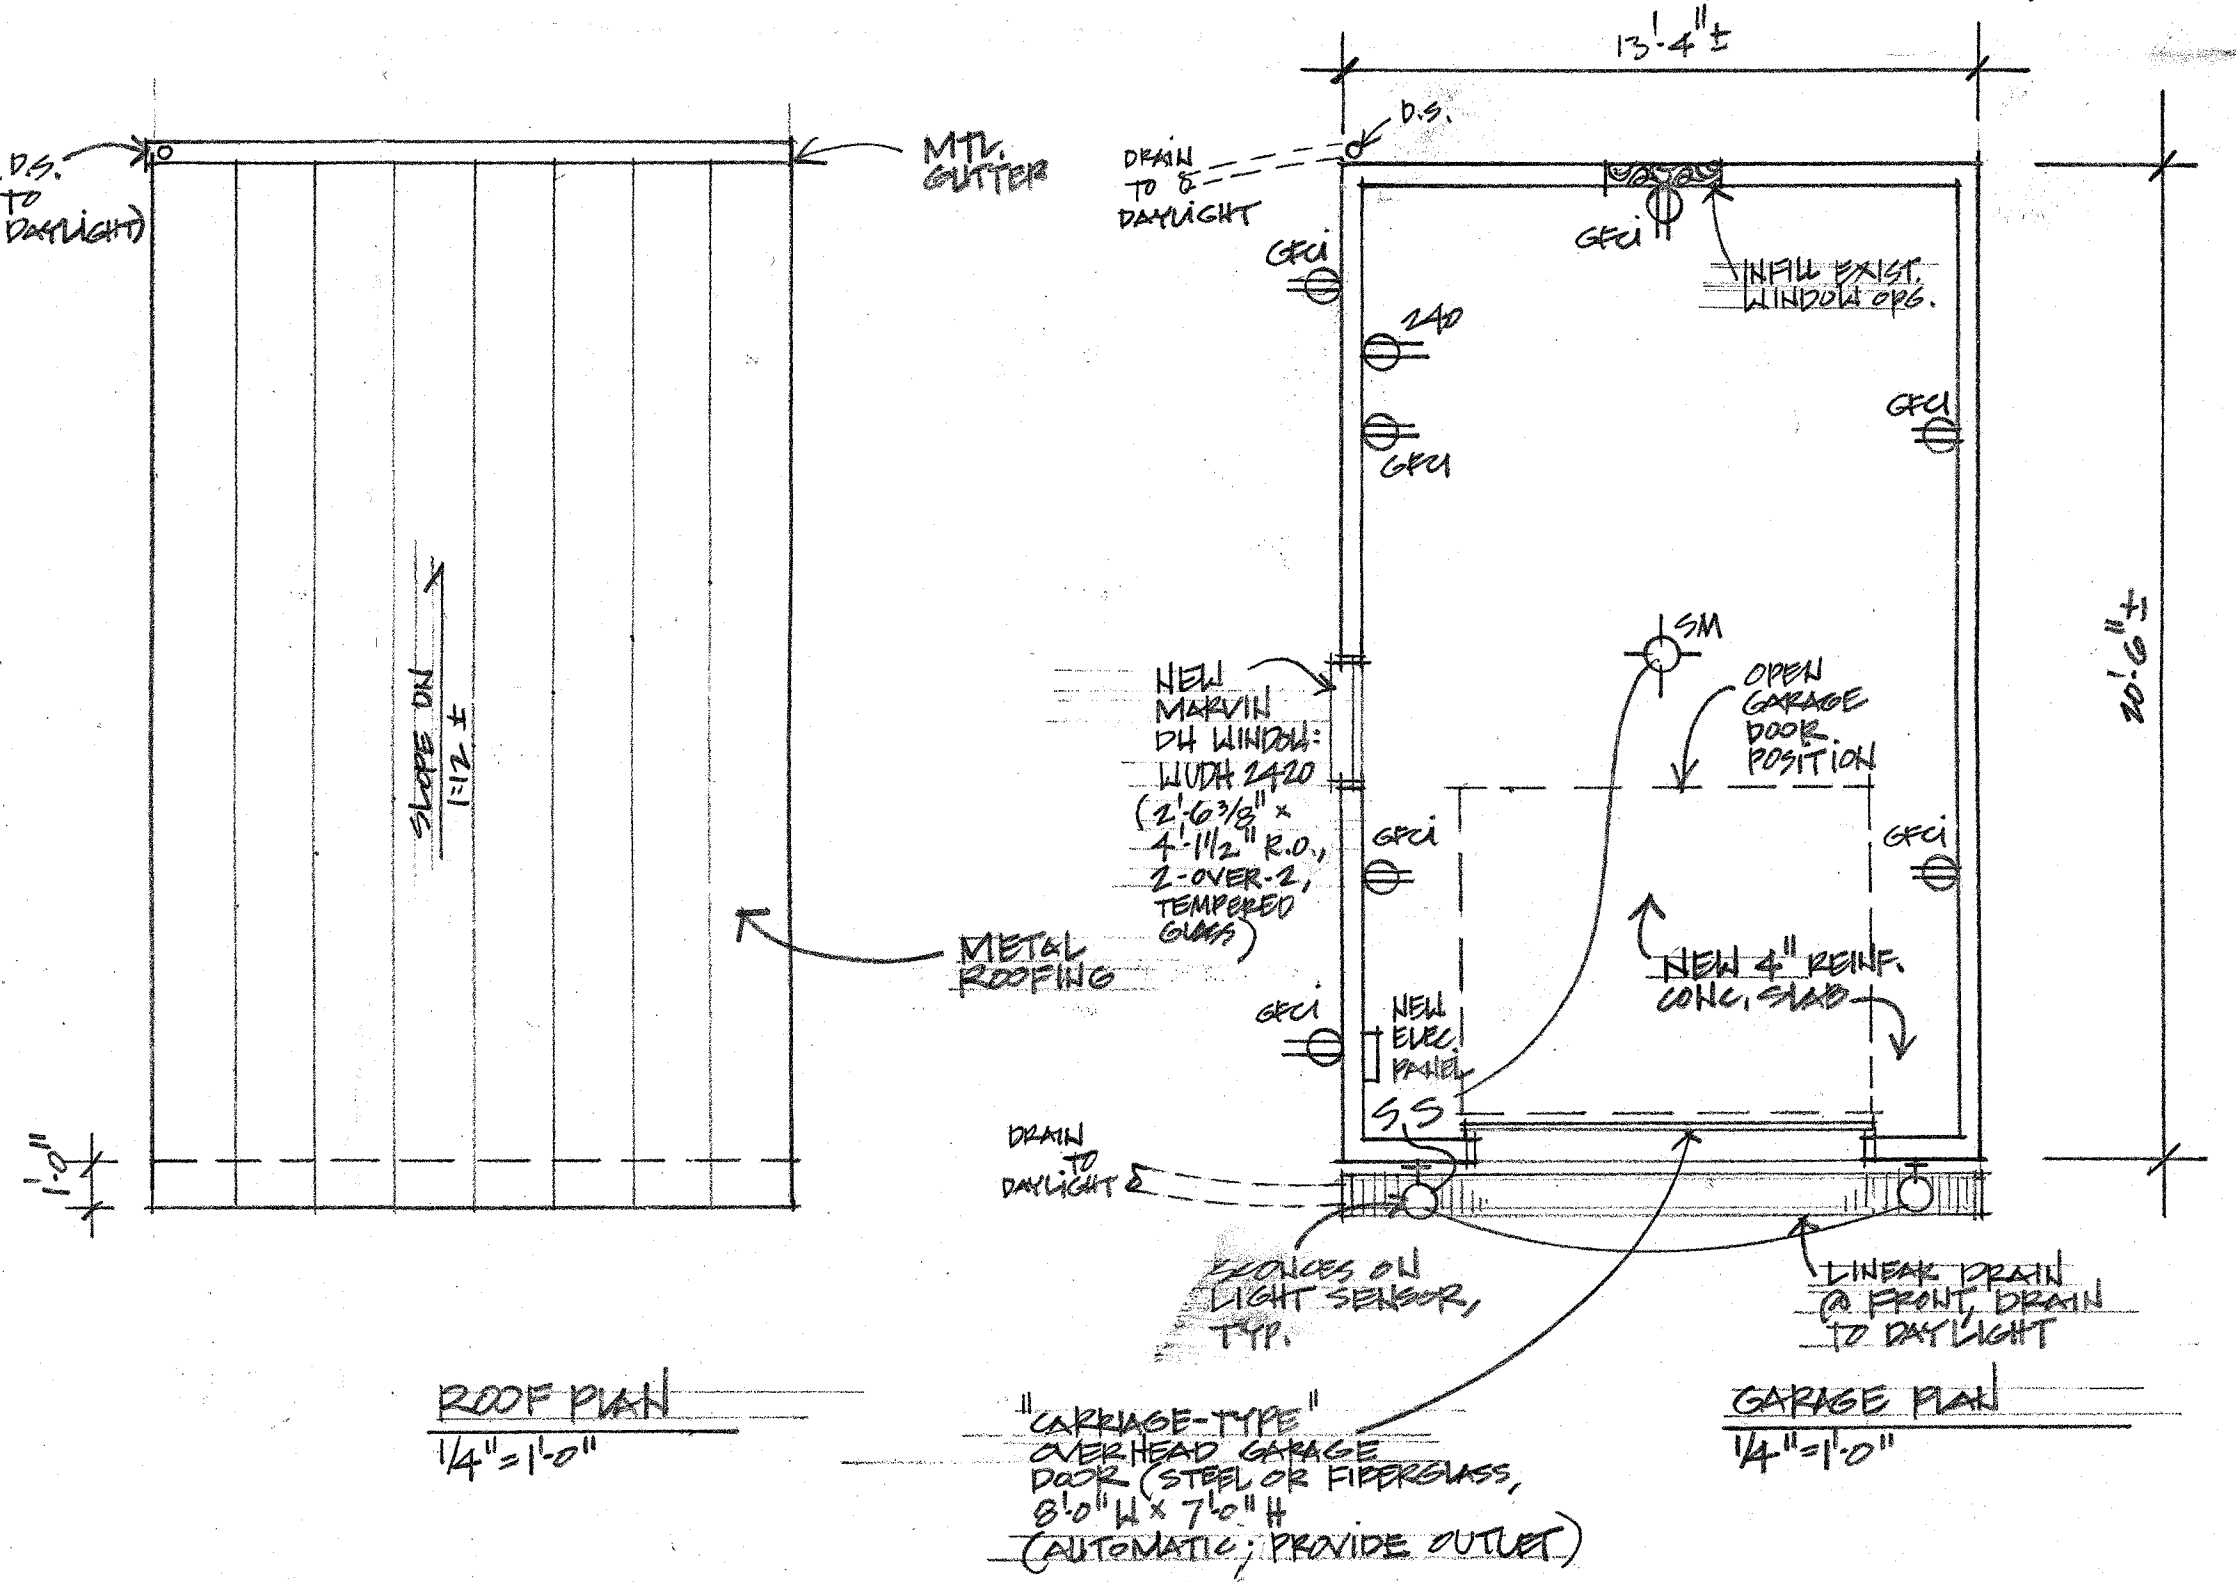 D.S.
TO
DAYLIGHT)
MTL.
GUTTER
SLOPE DN
1:12 ±
METAL
ROOFING
1'-0"
ROOF PLAN
1/4"=1'-0"
13'-4"±
D.S.
DRAIN
TO
DAYLIGHT
GFCI
GFCI
INFILL EXIST.
WINDOW OPG.
240
GFCI
GFCI
SM
OPEN
GARAGE
DOOR
POSITION
20'-6"±
NEW
MARVIN
DH WINDOW:
WUDH 2420
(2'-6 3/8" x
4'-1 1/2" R.O.,
2-OVER-2,
TEMPERED
GLASS)
GFCI
GFCI
NEW 4" REINF.
CONC. SLAB
GFCI
NEW
ELEC.
PANEL
S S
DRAIN
TO
DAYLIGHT
SCONCES ON
LIGHT SENSOR,
TYP.
LINEAR DRAIN
@ FRONT, DRAIN
TO DAYLIGHT
"CARRIAGE-TYPE"
OVERHEAD GARAGE
DOOR (STEEL OR FIBERGLASS,
8'-0" W x 7'-0" H
(AUTOMATIC; PROVIDE OUTLET)
GARAGE PLAN
1/4"=1'-0"